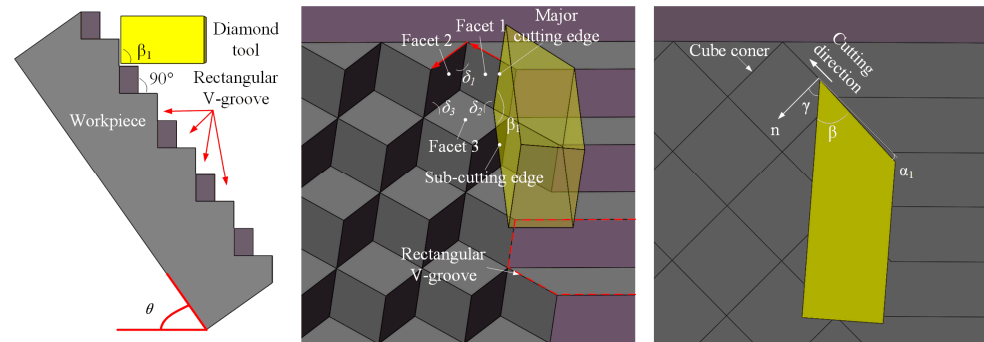 Diamond
tool
β₁
90°
Rectangular
V-groove
Workpiece
θ
Major
cutting edge
Facet 1
Facet 2
δ₁
δ₃
δ₂
β₁
Facet 3
Sub-cutting edge
Rectangular
V-groove
Cube coner
Cutting
direction
n
γ
β
α₁